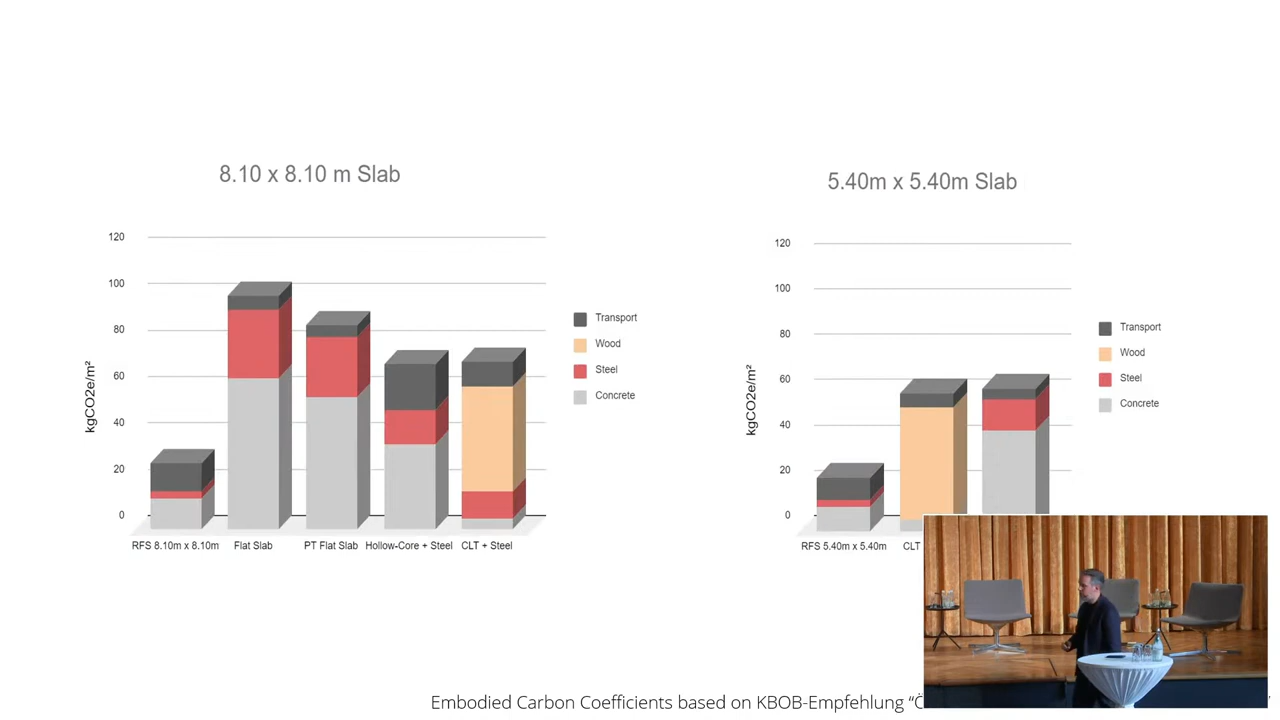 8.10 x 8.10 m Slab
kgCO2e/m²
120
100
80
60
40
20
0
RFS 8.10m x 8.10m
Flat Slab
PT Flat Slab
Hollow-Core + Steel
CLT + Steel
Transport
Wood
Steel
Concrete
5.40m x 5.40m Slab
kgCO2e/m²
120
100
80
60
40
20
0
RFS 5.40m x 5.40m
CLT
Transport
Wood
Steel
Concrete
Embodied Carbon Coefficients based on KBOB-Empfehlung “